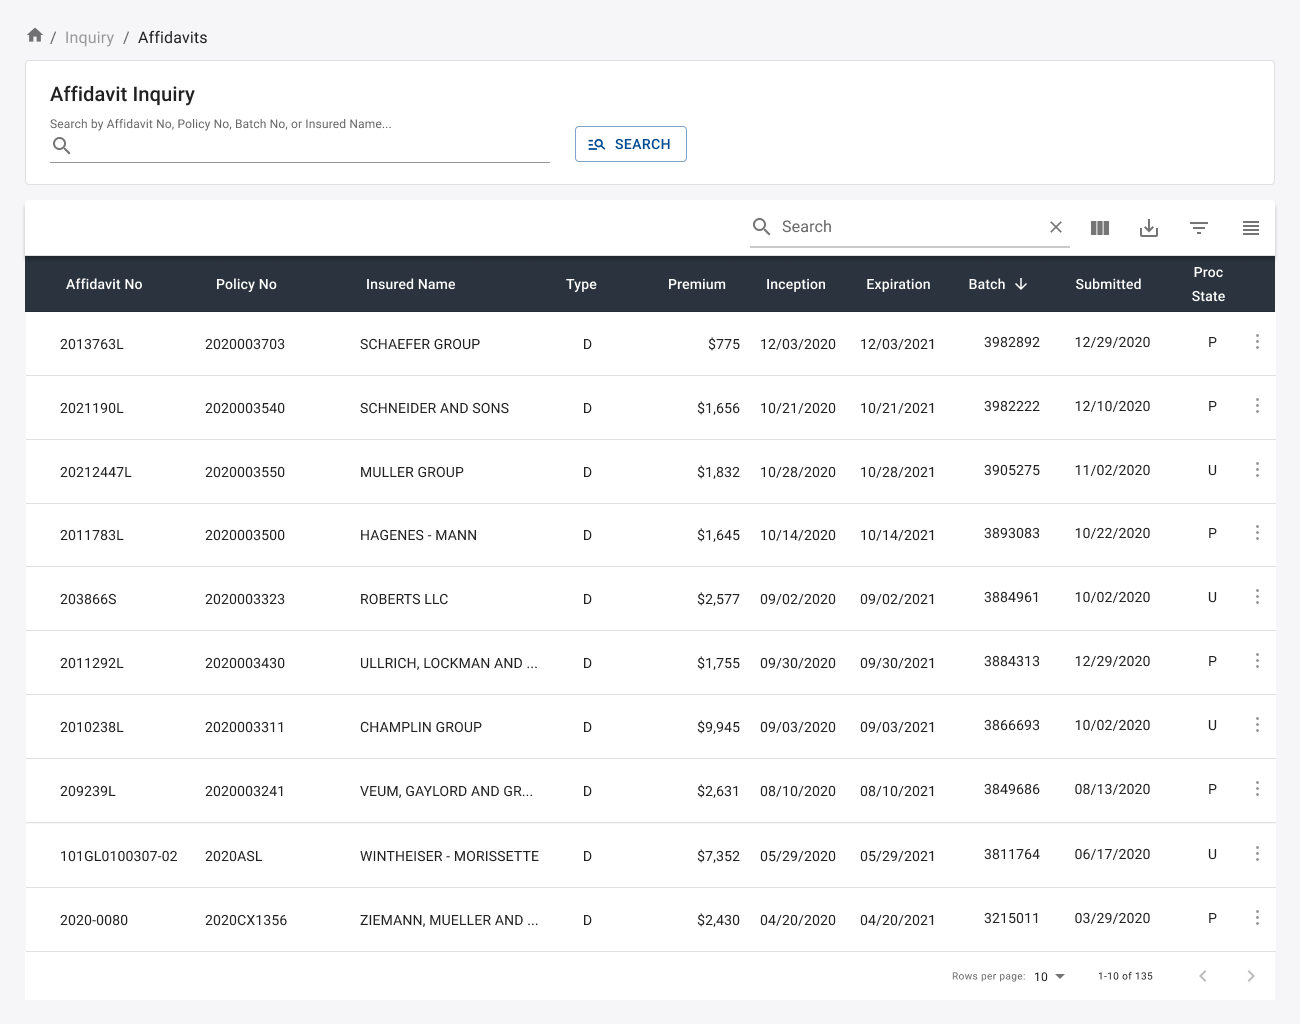 / Inquiry / Affidavits
Affidavit Inquiry
Search by Affidavit No, Policy No, Batch No, or Insured Name...
SEARCH
Search
Affidavit No Policy No Insured Name Type Premium Inception Expiration Batch Submitted Proc State
2013763L 2020003703 SCHAEFER GROUP D $775 12/03/2020 12/03/2021 3982892 12/29/2020 P
2021190L 2020003540 SCHNEIDER AND SONS D $1,656 10/21/2020 10/21/2021 3982222 12/10/2020 P
20212447L 2020003550 MULLER GROUP D $1,832 10/28/2020 10/28/2021 3905275 11/02/2020 U
2011783L 2020003500 HAGENES - MANN D $1,645 10/14/2020 10/14/2021 3893083 10/22/2020 P
203866S 2020003323 ROBERTS LLC D $2,577 09/02/2020 09/02/2021 3884961 10/02/2020 U
2011292L 2020003430 ULLRICH, LOCKMAN AND ... D $1,755 09/30/2020 09/30/2021 3884313 12/29/2020 P
2010238L 2020003311 CHAMPLIN GROUP D $9,945 09/03/2020 09/03/2021 3866693 10/02/2020 U
209239L 2020003241 VEUM, GAYLORD AND GR... D $2,631 08/10/2020 08/10/2021 3849686 08/13/2020 P
101GL0100307-02 2020ASL WINTHEISER - MORISSETTE D $7,352 05/29/2020 05/29/2021 3811764 06/17/2020 U
2020-0080 2020CX1356 ZIEMANN, MUELLER AND ... D $2,430 04/20/2020 04/20/2021 3215011 03/29/2020 P
Rows per page: 10 1-10 of 135